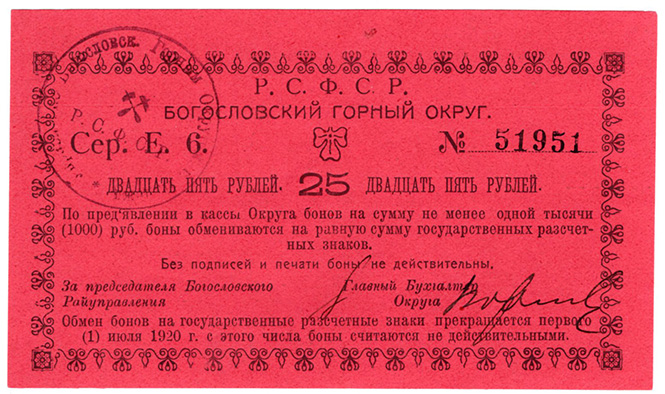 Р. С. Ф. С. Р.
БОГОСЛОВСКИЙ ГОРНЫЙ ОКРУГ.
Сер. Е. 6. № 51951
ДВАДЦАТЬ ПЯТЬ РУБЛЕЙ. 25 ДВАДЦАТЬ ПЯТЬ РУБЛЕЙ.
По пред‘явлении в кассы Округа бонов на сумму не менее одной тысячи
(1000) руб. боны обмениваются на равную сумму государственных разсчет-
ных знаков.
Без подписей и печати боны не действительны,
За председателя Богословского Главный Бухгалтер
Райуправления Округа
Обмен бонов на государственные разсчетные знаки прекращается первого
(1) июля 1920 г. с этого числа боны считаются не действительными.
Р. С. Ф. С. Р.